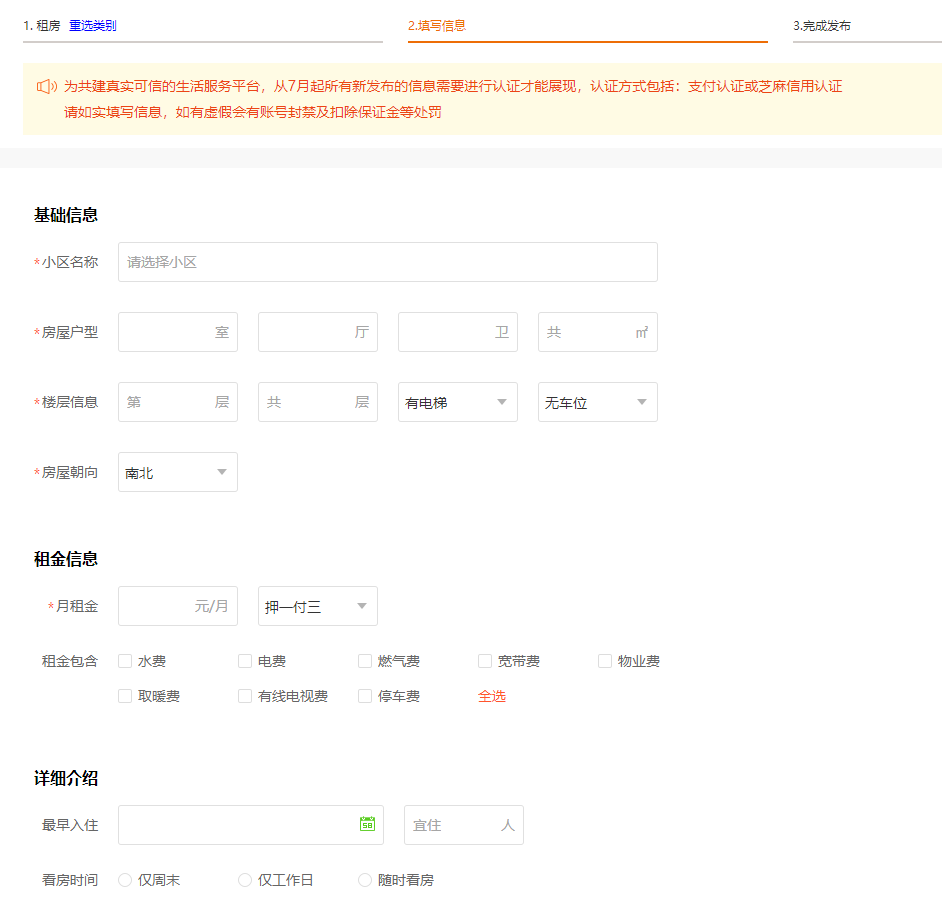 1. 租房 重选类别 2.填写信息 3.完成发布
为共建真实可信的生活服务平台，从7月起所有新发布的信息需要进行认证才能展现，认证方式包括：支付认证或芝麻信用认证
请如实填写信息，如有虚假会有账号封禁及扣除保证金等处罚
基础信息
*小区名称 请选择小区
*房屋户型 室 厅 卫 共 ㎡
*楼层信息 第 层 共 层 有电梯 无车位
*房屋朝向 南北
租金信息
*月租金 元/月 押一付三
租金包含 水费 电费 燃气费 宽带费 物业费
取暖费 有线电视费 停车费 全选
详细介绍
最早入住 58 宜住 人
看房时间 仅周末 仅工作日 随时看房